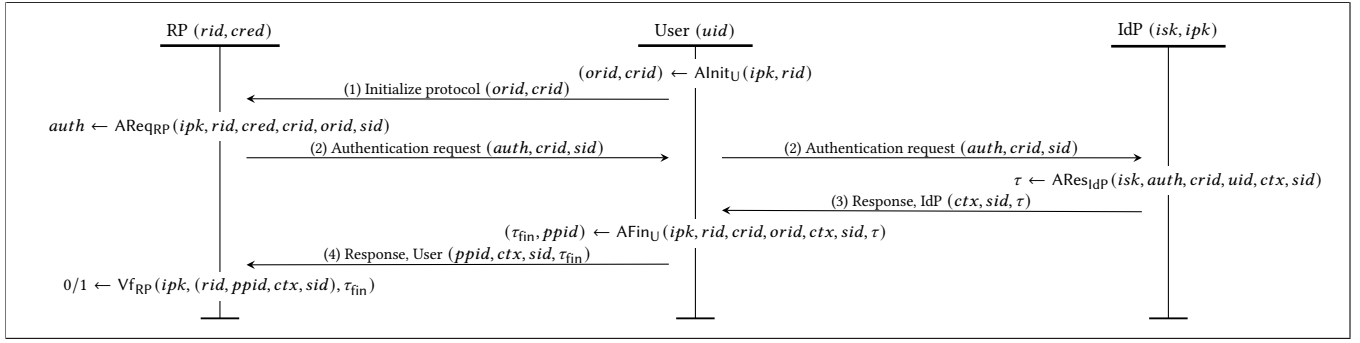 RP (rid, cred) User (uid) IdP (isk, ipk)
(orid, crid) ← AInit_U(ipk, rid)
(1) Initialize protocol (orid, crid)
auth ← AReq_RP(ipk, rid, cred, crid, orid, sid)
(2) Authentication request (auth, crid, sid) (2) Authentication request (auth, crid, sid)
τ ← ARes_IdP(isk, auth, crid, uid, ctx, sid)
(3) Response, IdP (ctx, sid, τ)
(τ_fin, ppid) ← AFin_U(ipk, rid, crid, orid, ctx, sid, τ)
(4) Response, User (ppid, ctx, sid, τ_fin)
0/1 ← Vf_RP(ipk, (rid, ppid, ctx, sid), τ_fin)